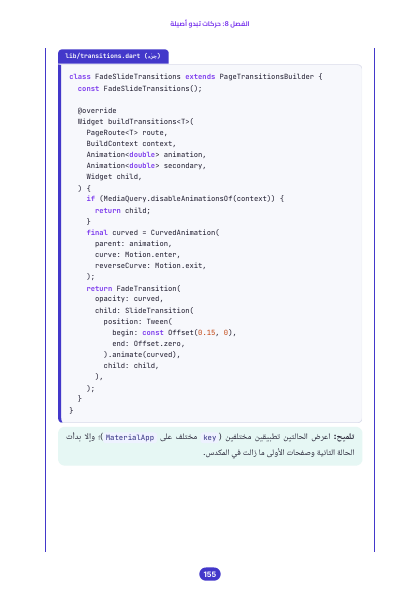 الفصل 8: حركات تبدو أصيلة
lib/transitions.dart (جزء)
class FadeSlideTransitions extends PageTransitionsBuilder {
  const FadeSlideTransitions();

  @override
  Widget buildTransitions<T>(
    PageRoute<T> route,
    BuildContext context,
    Animation<double> animation,
    Animation<double> secondary,
    Widget child,
  ) {
    if (MediaQuery.disableAnimationsOf(context)) {
      return child;
    }
    final curved = CurvedAnimation(
      parent: animation,
      curve: Motion.enter,
      reverseCurve: Motion.exit,
    );
    return FadeTransition(
      opacity: curved,
      child: SlideTransition(
        position: Tween(
          begin: const Offset(0.15, 0),
          end: Offset.zero,
        ).animate(curved),
        child: child,
      ),
    );
  }
}
تلميح: اعرض الحالتين تطبيقين مختلفين (key مختلف على MaterialApp)؛ وإلا بدأت
الحالة الثانية وصفحات الأولى ما زالت في المكدس.
155